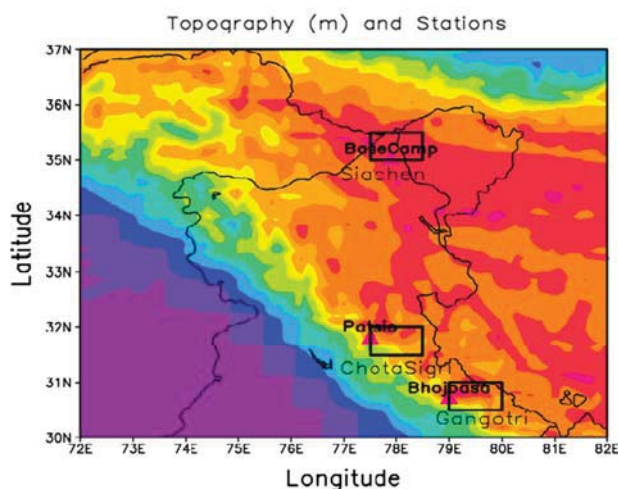 Topography (m) and Stations
37N
36N
35N
34N
33N
32N
31N
30N
Latitude
BaseCamp
Siachen
Patsio
ChotaSigri
Bhojpasa
Gangotri
72E 73E 74E 75E 76E 77E 78E 79E 80E 81E 82E
Longitude